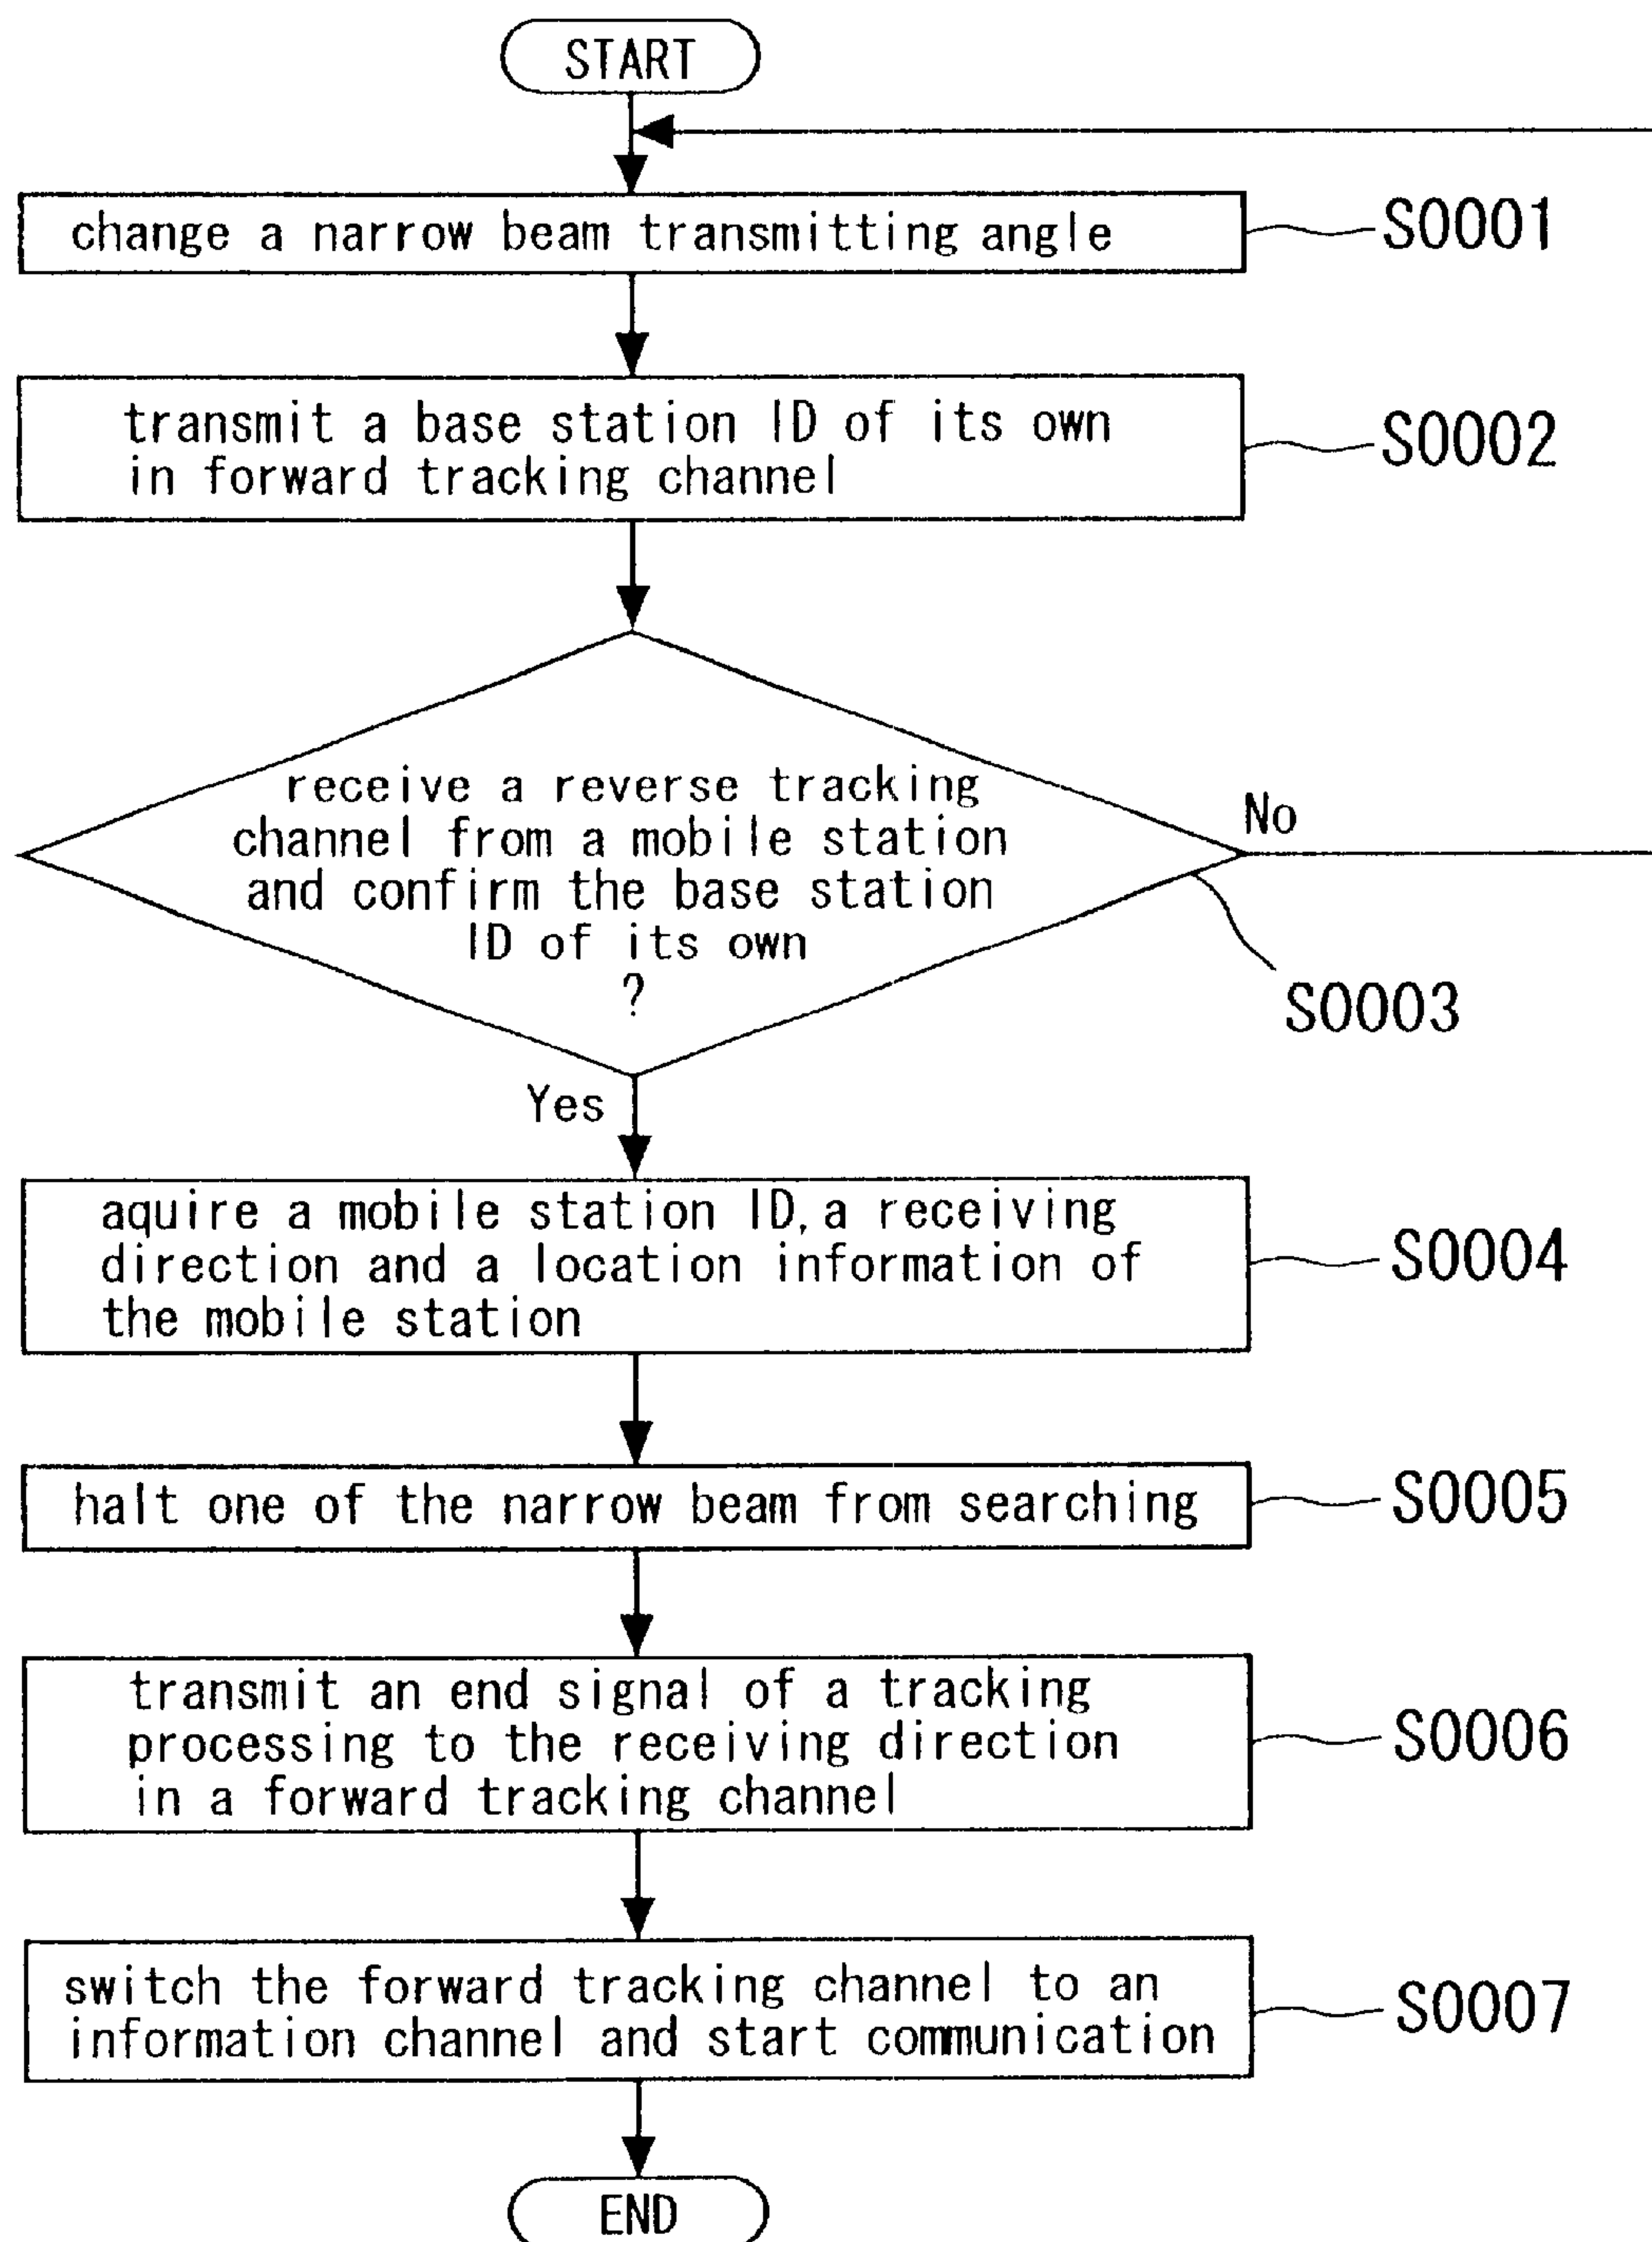 START
change a narrow beam transmitting angle
S0001
transmit a base station ID of its own
in forward tracking channel
S0002
receive a reverse tracking
channel from a mobile station
and confirm the base station
ID of its own
?
No
S0003
Yes
aquire a mobile station ID, a receiving
direction and a location information of
the mobile station
S0004
halt one of the narrow beam from searching
S0005
transmit an end signal of a tracking
processing to the receiving direction
in a forward tracking channel
S0006
switch the forward tracking channel to an
information channel and start communication
S0007
END